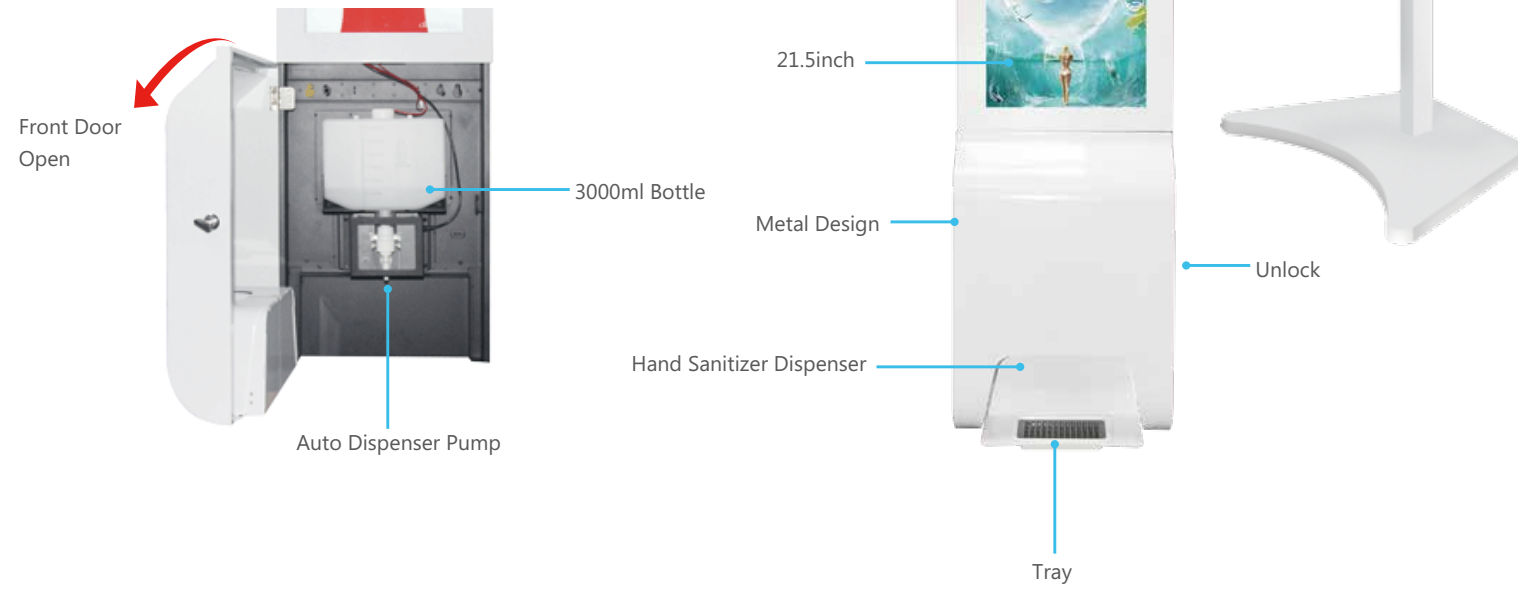 Front Door
Open
3000ml Bottle
Auto Dispenser Pump
21.5inch
Metal Design
Unlock
Hand Sanitizer Dispenser
Tray